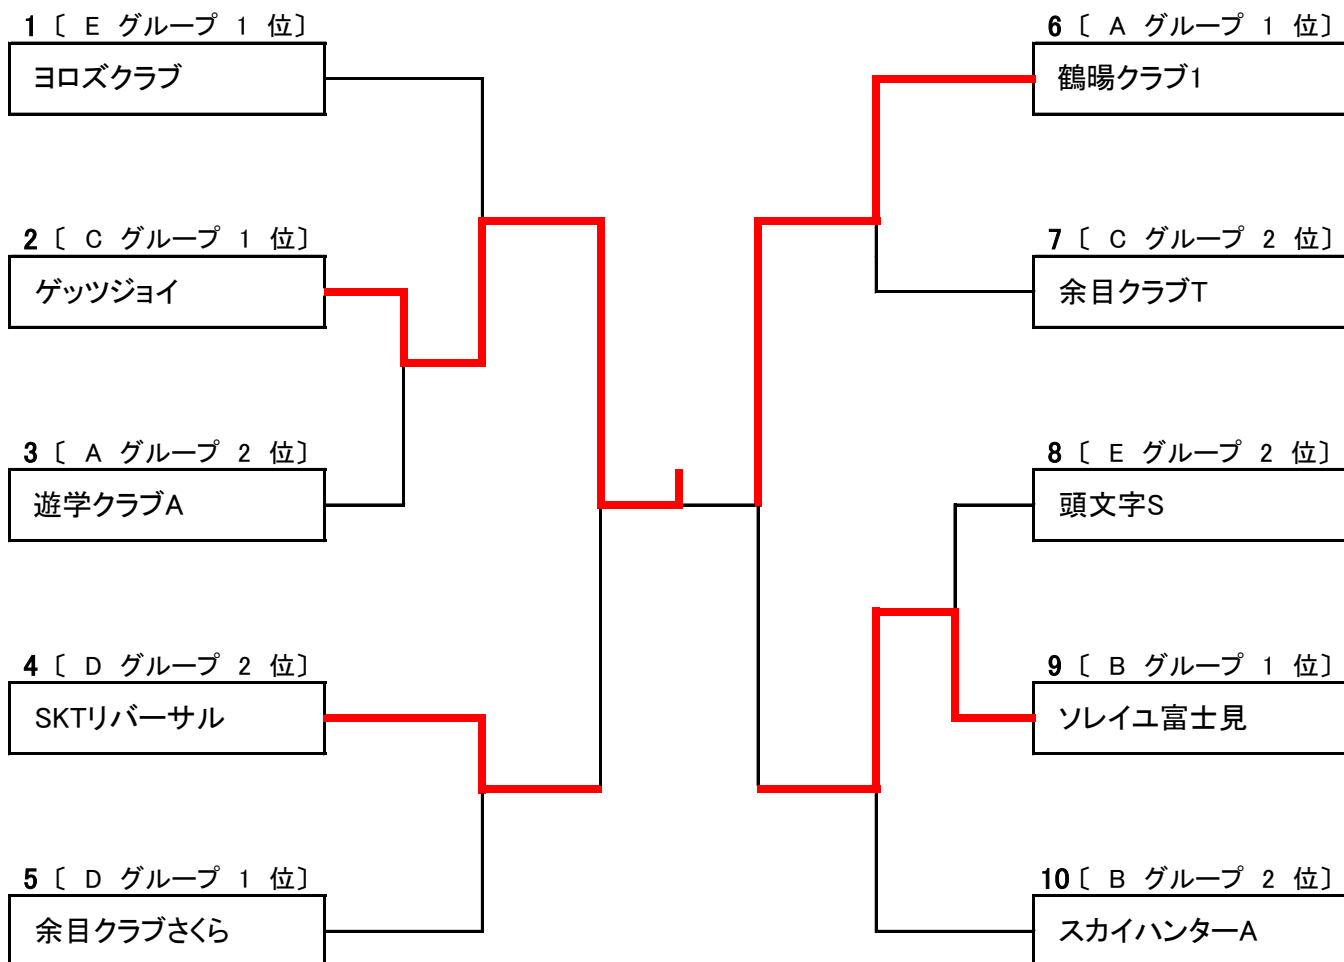 1〔 E グループ 1 位〕
ヨロズクラブ
2〔 C グループ 1 位〕
ゲッツジョイ
3〔 A グループ 2 位〕
遊学クラブA
4〔 D グループ 2 位〕
SKTリバーサル
5〔 D グループ 1 位〕
余目クラブさくら
6〔 A グループ 1 位〕
鶴暘クラブ1
7〔 C グループ 2 位〕
余目クラブT
8〔 E グループ 2 位〕
頭文字S
9〔 B グループ 1 位〕
ソレイユ富士見
10〔 B グループ 2 位〕
スカイハンターA